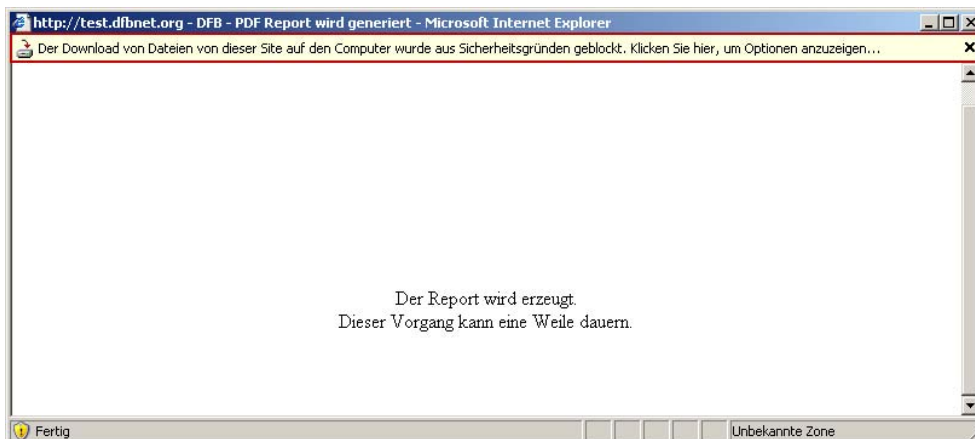 http://test.dfbnet.org - DFB - PDF Report wird generiert - Microsoft Internet Explorer
Der Download von Dateien von dieser Site auf den Computer wurde aus Sicherheitsgründen geblockt. Klicken Sie hier, um Optionen anzuzeigen...
Der Report wird erzeugt.
Dieser Vorgang kann eine Weile dauern.
Fertig
Unbekannte Zone